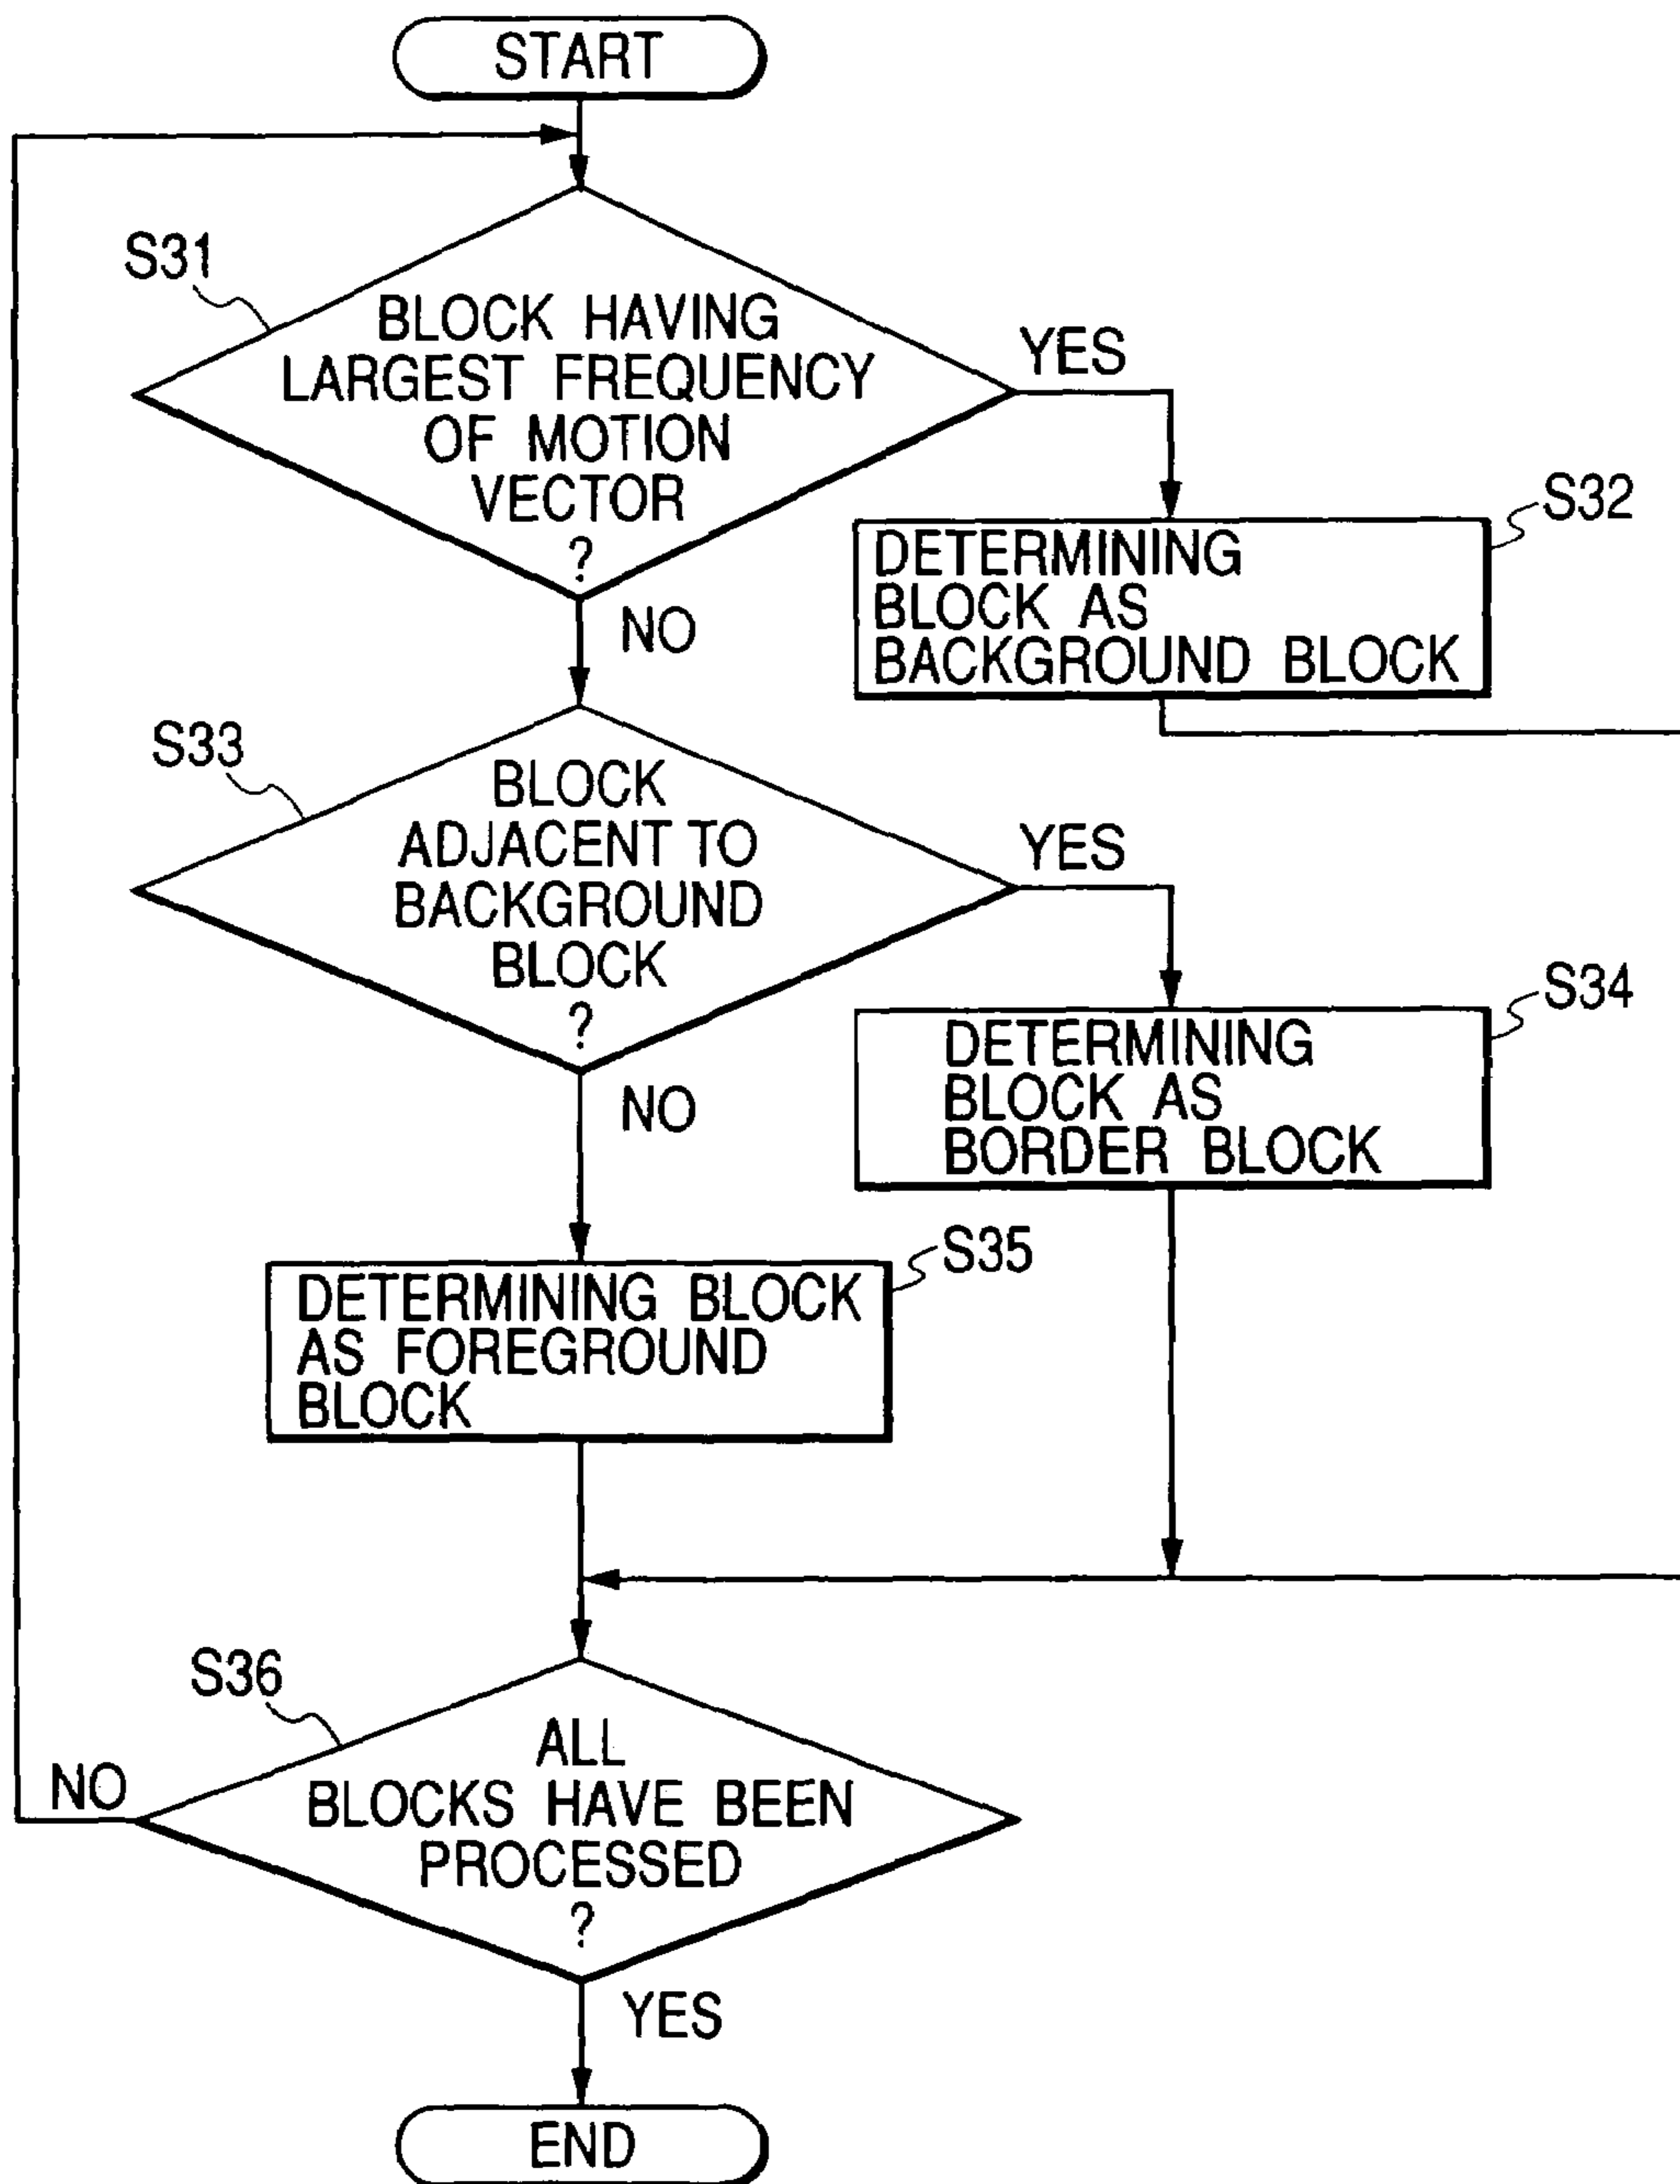 START
S31
BLOCK HAVING
LARGEST FREQUENCY
OF MOTION
VECTOR
?
YES
NO
S32
DETERMINING
BLOCK AS
BACKGROUND BLOCK
S33
BLOCK
ADJACENT TO
BACKGROUND
BLOCK
?
YES
NO
S34
DETERMINING
BLOCK AS
BORDER BLOCK
S35
DETERMINING BLOCK
AS FOREGROUND
BLOCK
S36
ALL
BLOCKS HAVE BEEN
PROCESSED
?
NO
YES
END